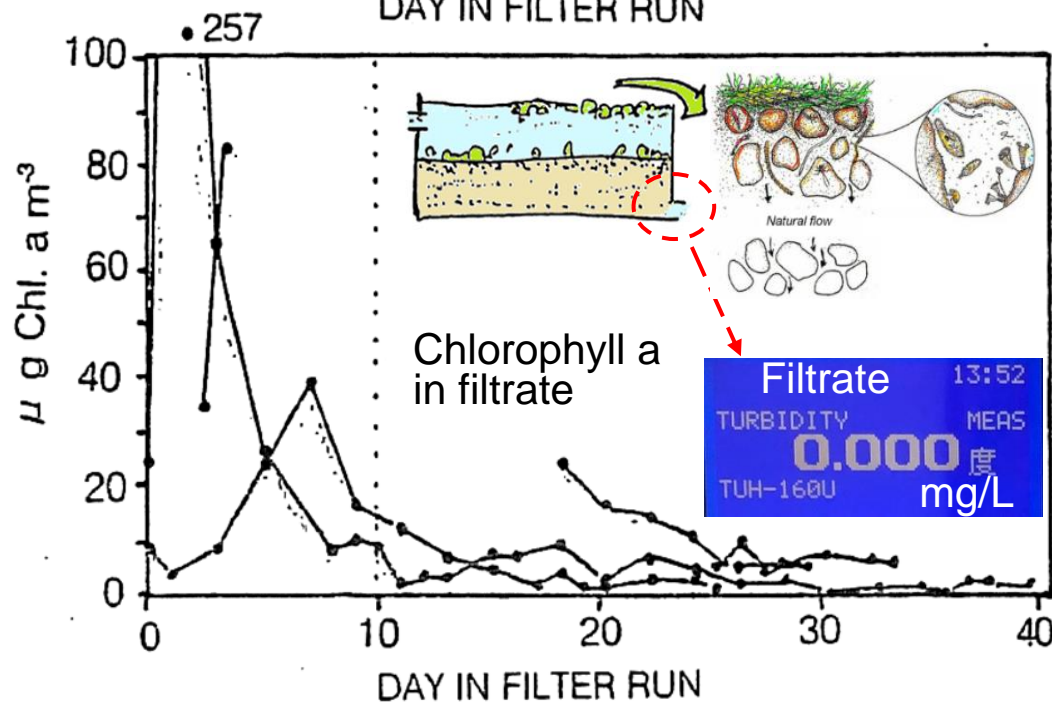 DAY IN FILTER RUN
257
100
80
60
40
20
0
μ g Chl. a m-3
Natural flow
Chlorophyll a
in filtrate
Filtrate
13:52
TURBIDITY
MEAS
0.000 度
TUH-160U
mg/L
0
10
20
30
40
DAY IN FILTER RUN